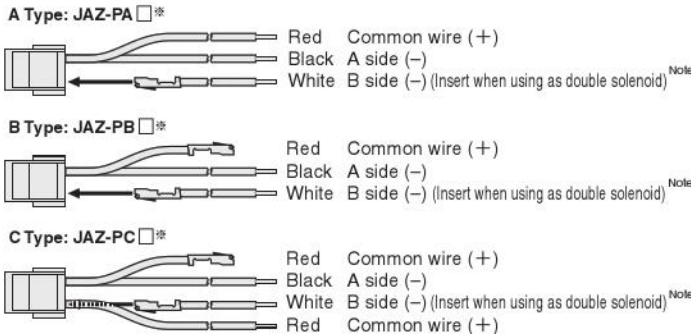 A Type: JAZ-PA□※
Red Common wire (+)
Black A side (–)
White B side (–) (Insert when using as double solenoid) Note
B Type: JAZ-PB□※
Red Common wire (+)
Black A side (–)
White B side (–) (Insert when using as double solenoid) Note
C Type: JAZ-PC□※
Red Common wire (+)
Black A side (–)
White B side (–) (Insert when using as double solenoid) Note
Red Common wire (+)